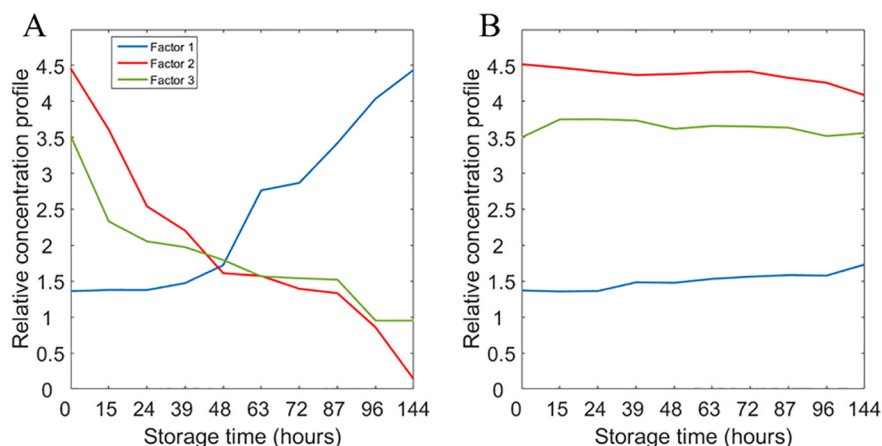 A
Factor 1
Factor 2
Factor 3
Relative concentration profile
4.5
4
3.5
3
2.5
2
1.5
1
0.5
0
0 15 24 39 48 63 72 87 96 144
Storage time (hours)
B
Relative concentration profile
4.5
4
3.5
3
2.5
2
1.5
1
0.5
0
0 15 24 39 48 63 72 87 96 144
Storage time (hours)